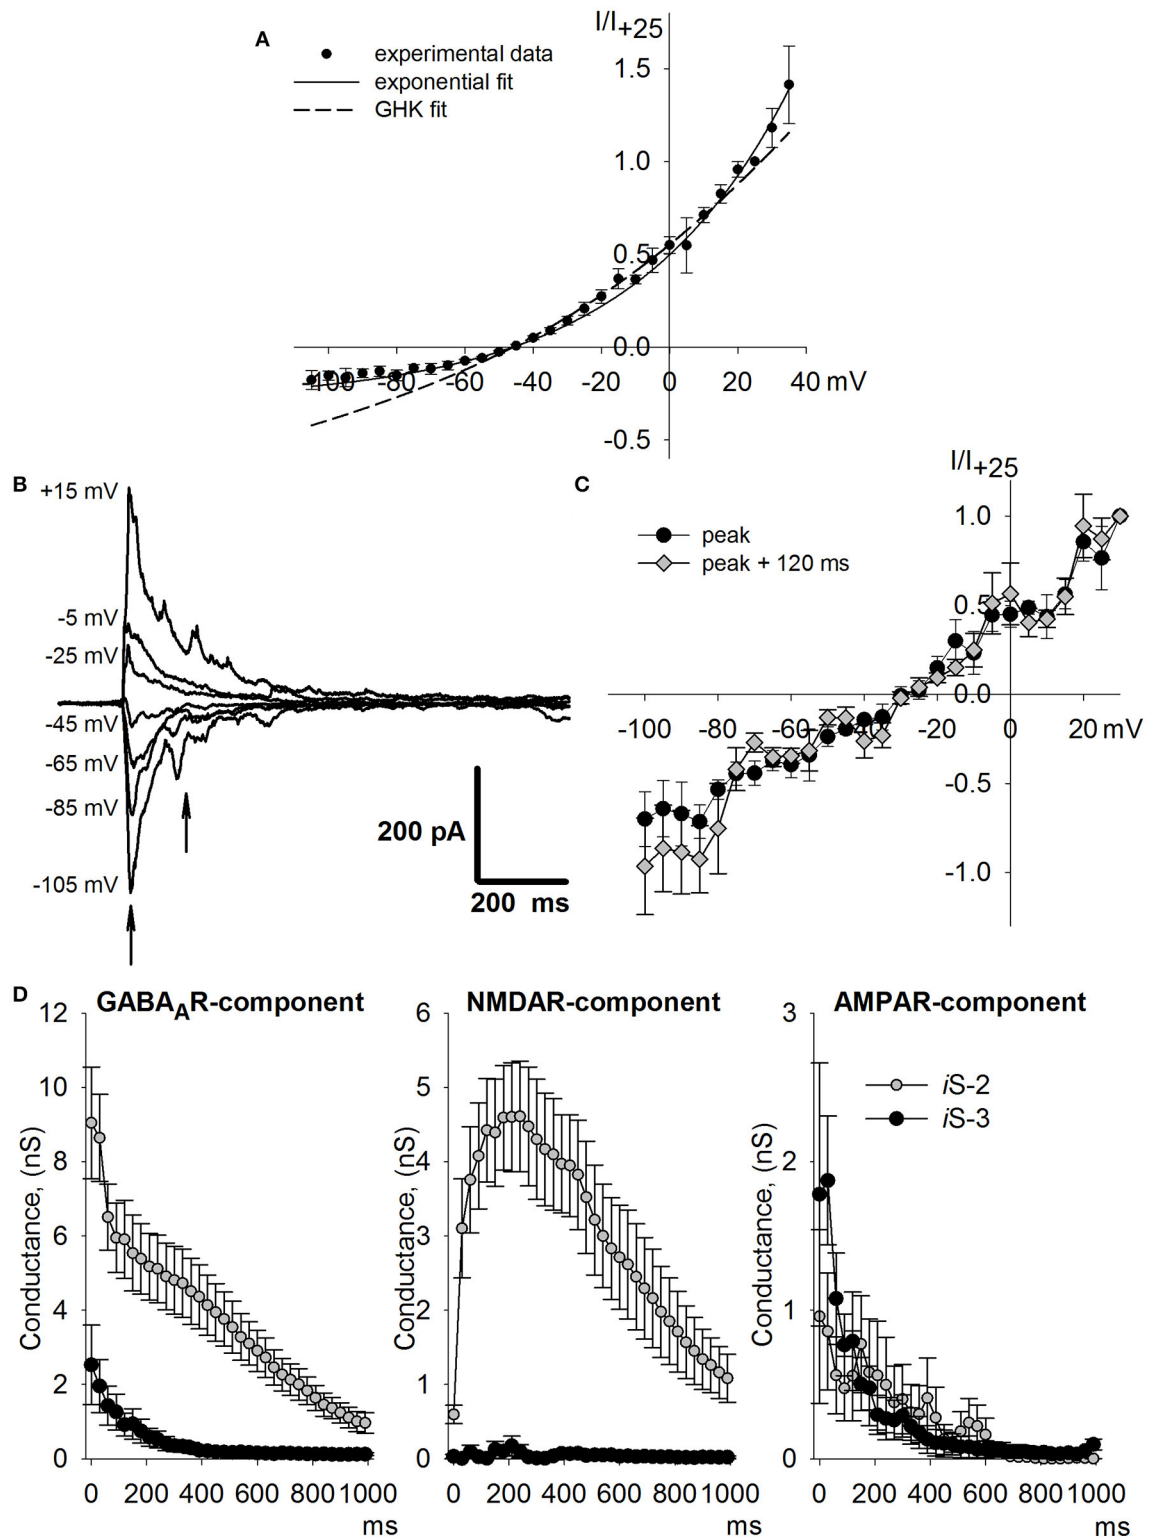 A
I/I+25
experimental data
exponential fit
GHK fit
1.5
1.0
0.5
0.0
-100 -80 -60 -40 -20 0 20 40 mV
-0.5
B
+15 mV
-5 mV
-25 mV
-45 mV
-65 mV
-85 mV
-105 mV
200 pA
200 ms
C
I/I+25
peak
peak + 120 ms
1.0
0.5
0.0
-100 -60 -40 -20 0 20 mV
-0.5
-1.0
D
GABAAR-component
12
10
8
6
4
2
0
Conductance, (nS)
0 200 400 600 800 1000
ms
NMDAR-component
6
5
4
3
2
1
0
Conductance, (nS)
0 200 400 600 800 1000
ms
AMPAR-component
iS-2
iS-3
3
2
1
0
Conductance, (nS)
0 200 400 600 800 1000
ms